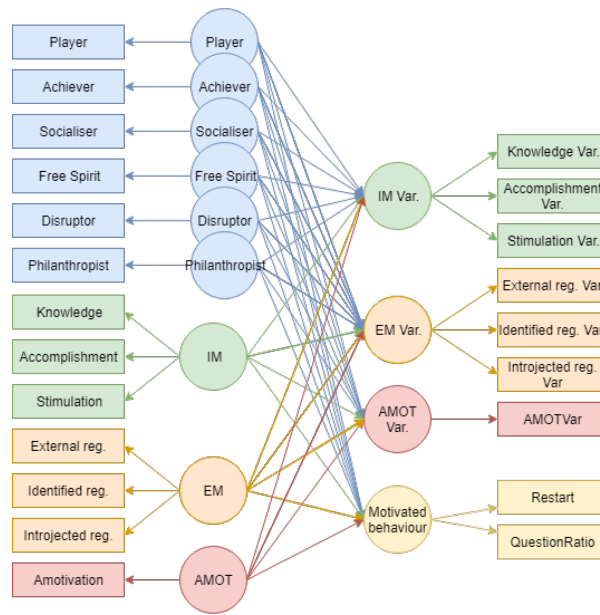 Player
Achiever
Socialiser
Free Spirit
Disruptor
Philanthropist
Knowledge
Accomplishment
Stimulation
External reg.
Identified reg.
Introjected reg.
Amotivation
Player
Achiever
Socialiser
Free Spirit
Disruptor
Philanthropist
IM
EM
AMOT
IM Var.
EM Var.
AMOT
Var.
Motivated
behaviour
Knowledge Var.
Accomplishment
Var.
Stimulation Var.
External reg. Var
Identified reg. Var
Introjected reg.
Var
AMOTVar
Restart
QuestionRatio